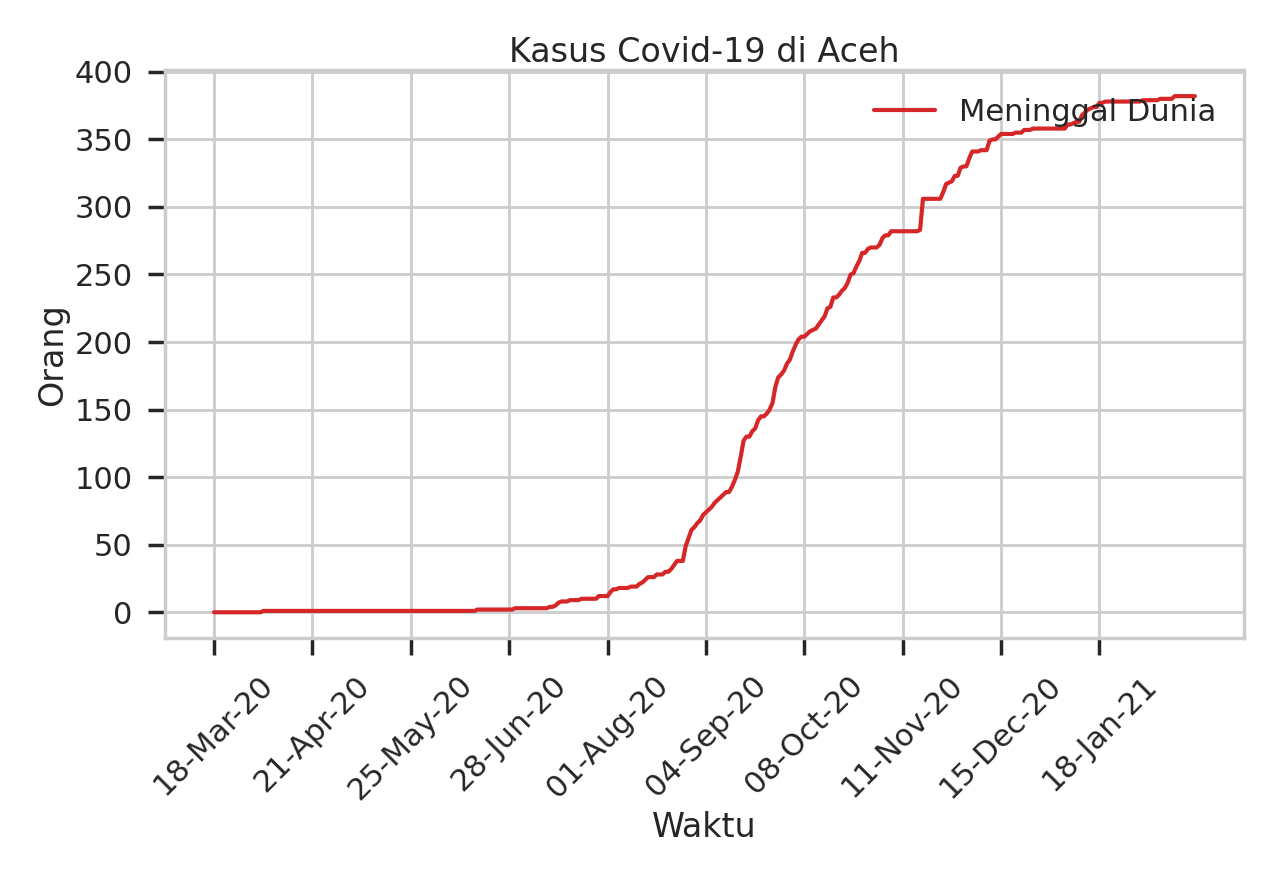 Kasus Covid-19 di Aceh
Meninggal Dunia
Orang
400
350
300
250
200
150
100
50
0
18-Mar-20
21-Apr-20
25-May-20
28-Jun-20
01-Aug-20
04-Sep-20
08-Oct-20
11-Nov-20
15-Dec-20
18-Jan-21
Waktu